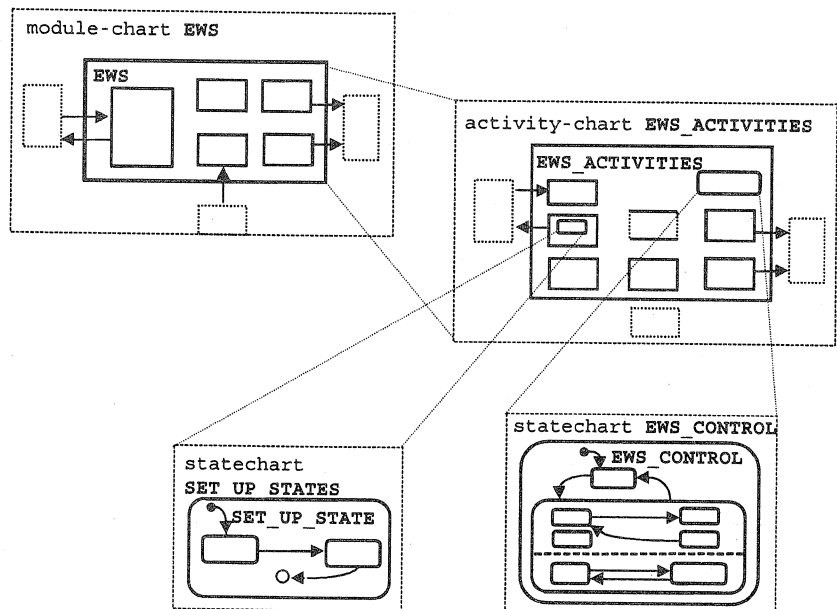 module-chart EWS
EWS
activity-chart EWS_ACTIVITIES
EWS_ACTIVITIES
statechart
SET UP STATES
SET_UP_STATE
statechart EWS_CONTROL
EWS_CONTROL